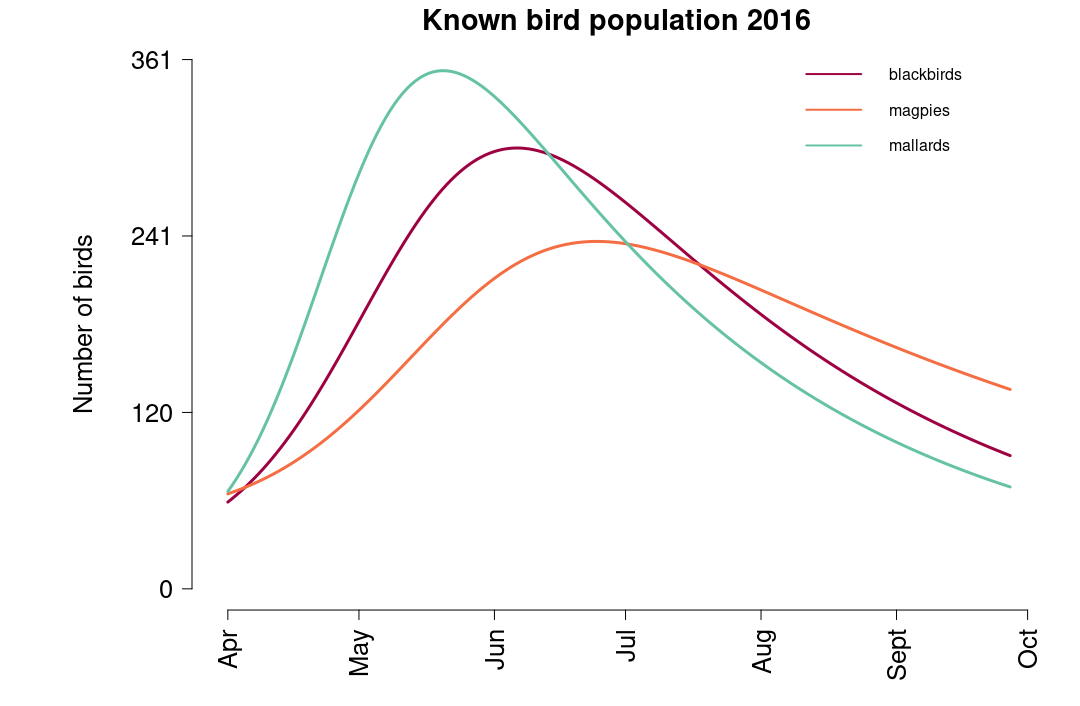 Known bird population 2016
361
241
120
0
Number of birds
blackbirds
magpies
mallards
Apr
May
Jun
Jul
Aug
Sept
Oct